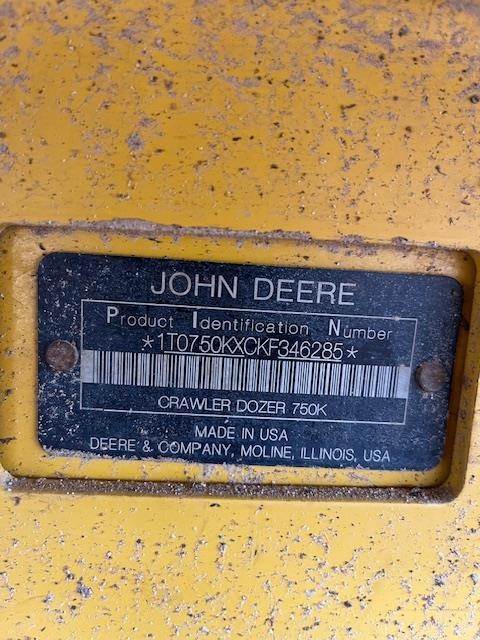 JOHN DEERE
Product Identification Number
*1T0750KXCKF346285*
CRAWLER DOZER 750K
MADE IN USA
DEERE & COMPANY, MOLINE, ILLINOIS, USA